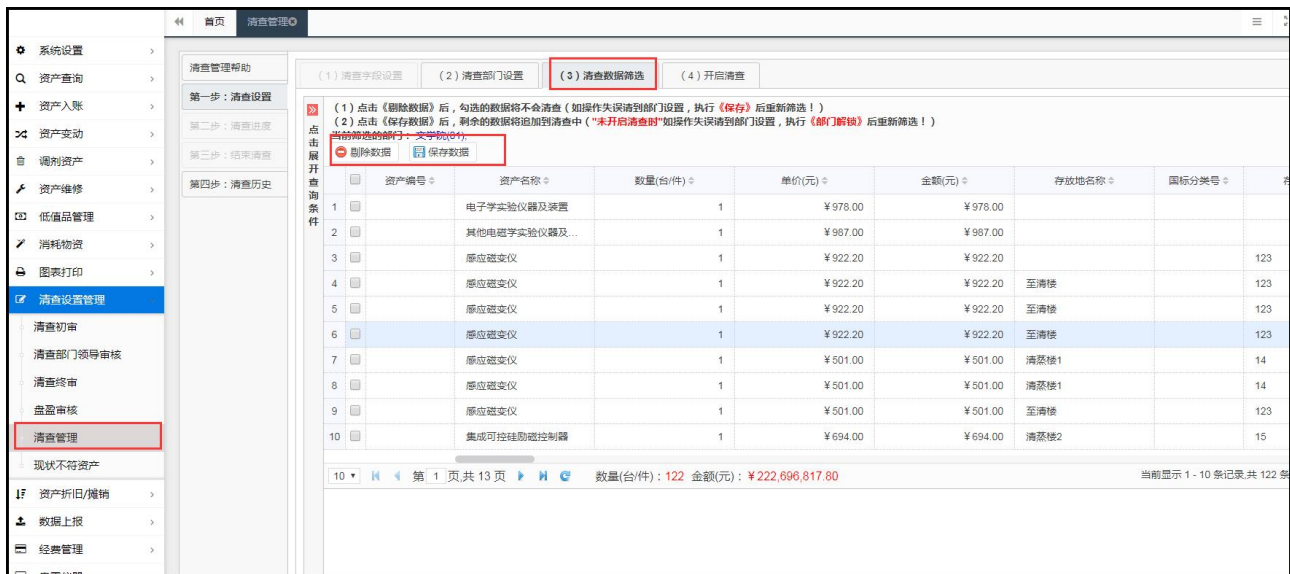 首页
清查管理
系统设置
资产查询
资产入账
资产变动
调剂资产
资产维修
低值品管理
消耗物资
图表打印
清查设置管理
清查初审
清查部门领导审核
清查终审
盘盈审核
清查管理
现状不符资产
资产折旧/摊销
数据上报
经费管理
清查管理帮助
第一步：清查设置
第二步：清查进度
第三步：结束清查
第四步：清查历史
（1）清查字段设置 （2）清查部门设置 （3）清查数据筛选 （4）开启清查
点击展开查询条件
（1）点击《剔除数据》后，勾选的数据将不会清查（如操作失误请到部门设置，执行《保存》后重新筛选！）
（2）点击《保存数据》后，剩余的数据将追加到清查中（"未开启清查时"如操作失误请到部门设置，执行《部门解锁》后重新筛选！）
当前筛选的部门：文学院(01),
剔除数据 保存数据
资产编号 资产名称 数量(台/件) 单价(元) 金额(元) 存放地名称 国标分类号 存
1 电子学实验仪器及装置 1 ¥978.00 ¥978.00
2 其他电磁学实验仪器及... 1 ¥987.00 ¥987.00
3 感应磁变仪 1 ¥922.20 ¥922.20 123
4 感应磁变仪 1 ¥922.20 ¥922.20 至清楼 123
5 感应磁变仪 1 ¥922.20 ¥922.20 至清楼 123
6 感应磁变仪 1 ¥922.20 ¥922.20 至清楼 123
7 感应磁变仪 1 ¥501.00 ¥501.00 清蒸楼1 14
8 感应磁变仪 1 ¥501.00 ¥501.00 清蒸楼1 14
9 感应磁变仪 1 ¥501.00 ¥501.00 至清楼 123
10 集成可控硅励磁控制器 1 ¥694.00 ¥694.00 清蒸楼2 15
10 第 1 页,共 13 页 数量(台/件)：122 金额(元)：¥222,696,817.80 当前显示 1 - 10 条记录,共 122 条